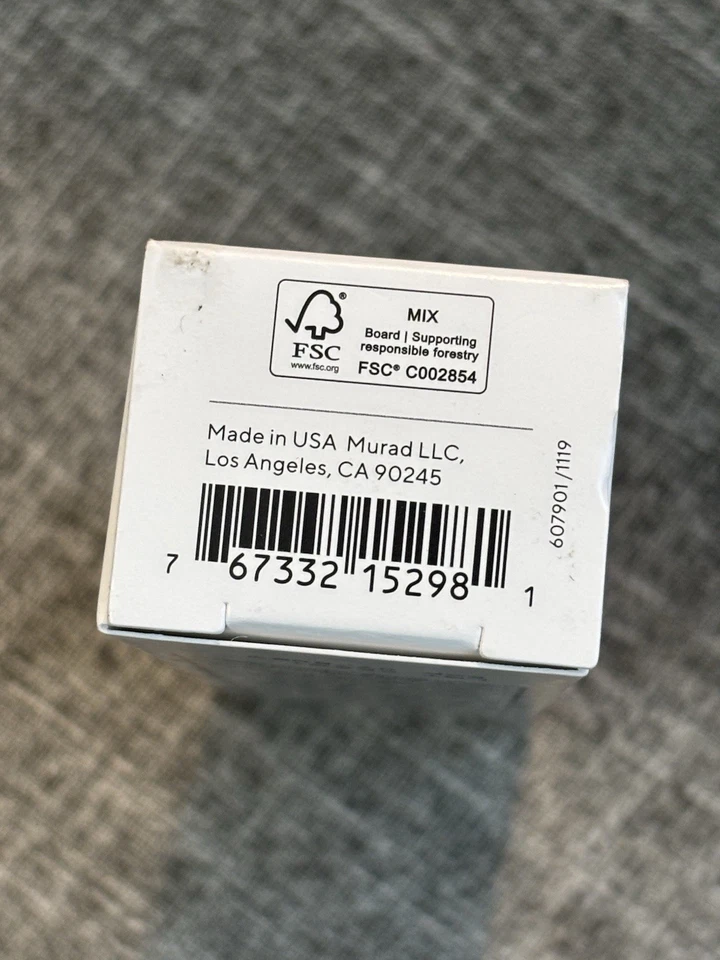 FSC®
www.fsc.org
MIX
Board | Supporting
responsible forestry
FSC® C002854
Made in USA Murad LLC,
Los Angeles, CA 90245
607901/1119
7 67332 15298 1